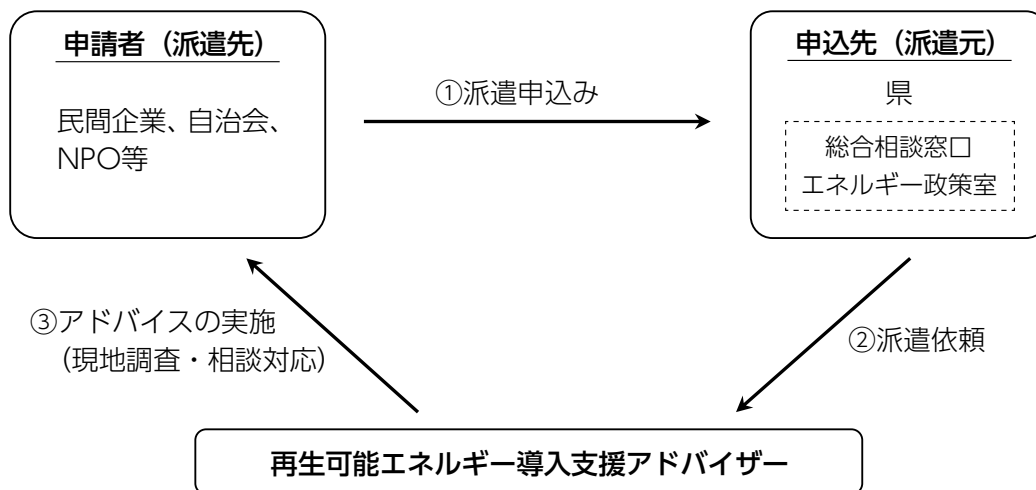 申請者（派遣先）
民間企業、自治会、
NPO等
①派遣申込み
申込先（派遣元）
県
総合相談窓口
エネルギー政策室
②派遣依頼
③アドバイスの実施
（現地調査・相談対応）
再生可能エネルギー導入支援アドバイザー